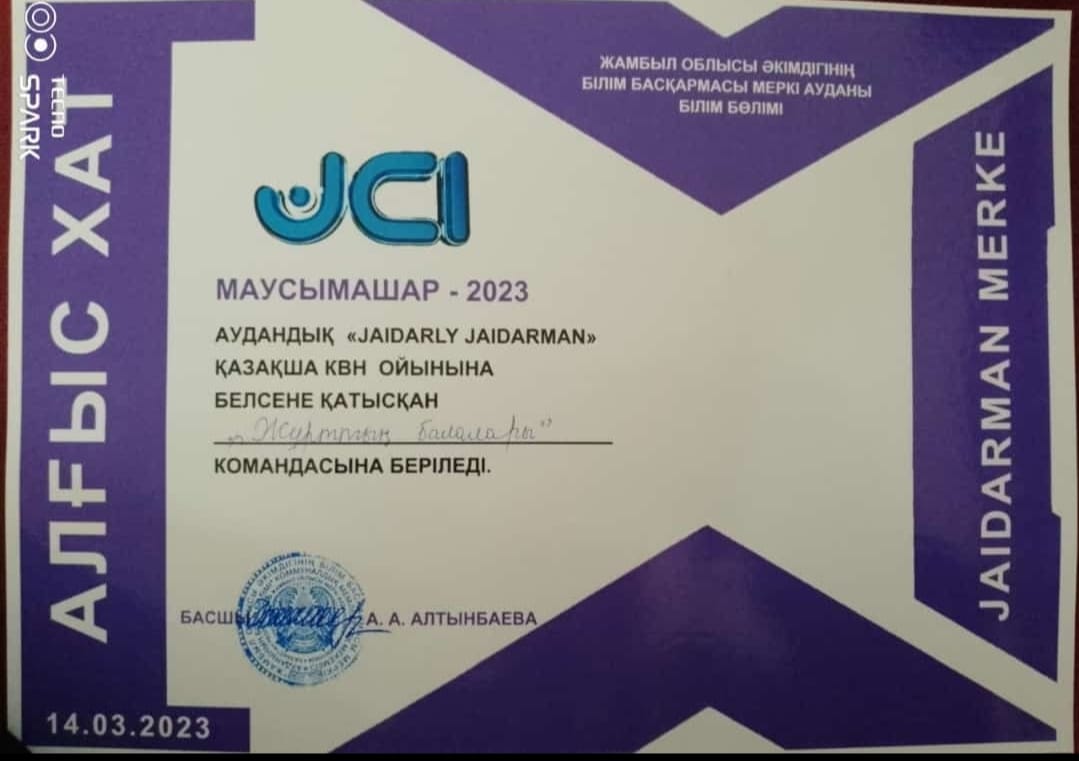 TECNO
SPARK
АЛҒЫС ХАТ
ЖАМБЫЛ ОБЛЫСЫ ӘКІМДІГІНІҢ
БІЛІМ БАСҚАРМАСЫ МЕРКІ АУДАНЫ
БІЛІМ БӨЛІМІ
JCI
МАУСЫМАШАР - 2023
АУДАНДЫҚ «JAIDARLY JAIDARMAN»
ҚАЗАҚША КВН ОЙЫНЫНА
БЕЛСЕНЕ ҚАТЫСҚАН
„Жұрттың балалары”
КОМАНДАСЫНА БЕРІЛЕДІ.
БАСШЫ А. А. АЛТЫНБАЕВА
14.03.2023
JAIDARMAN MERKE